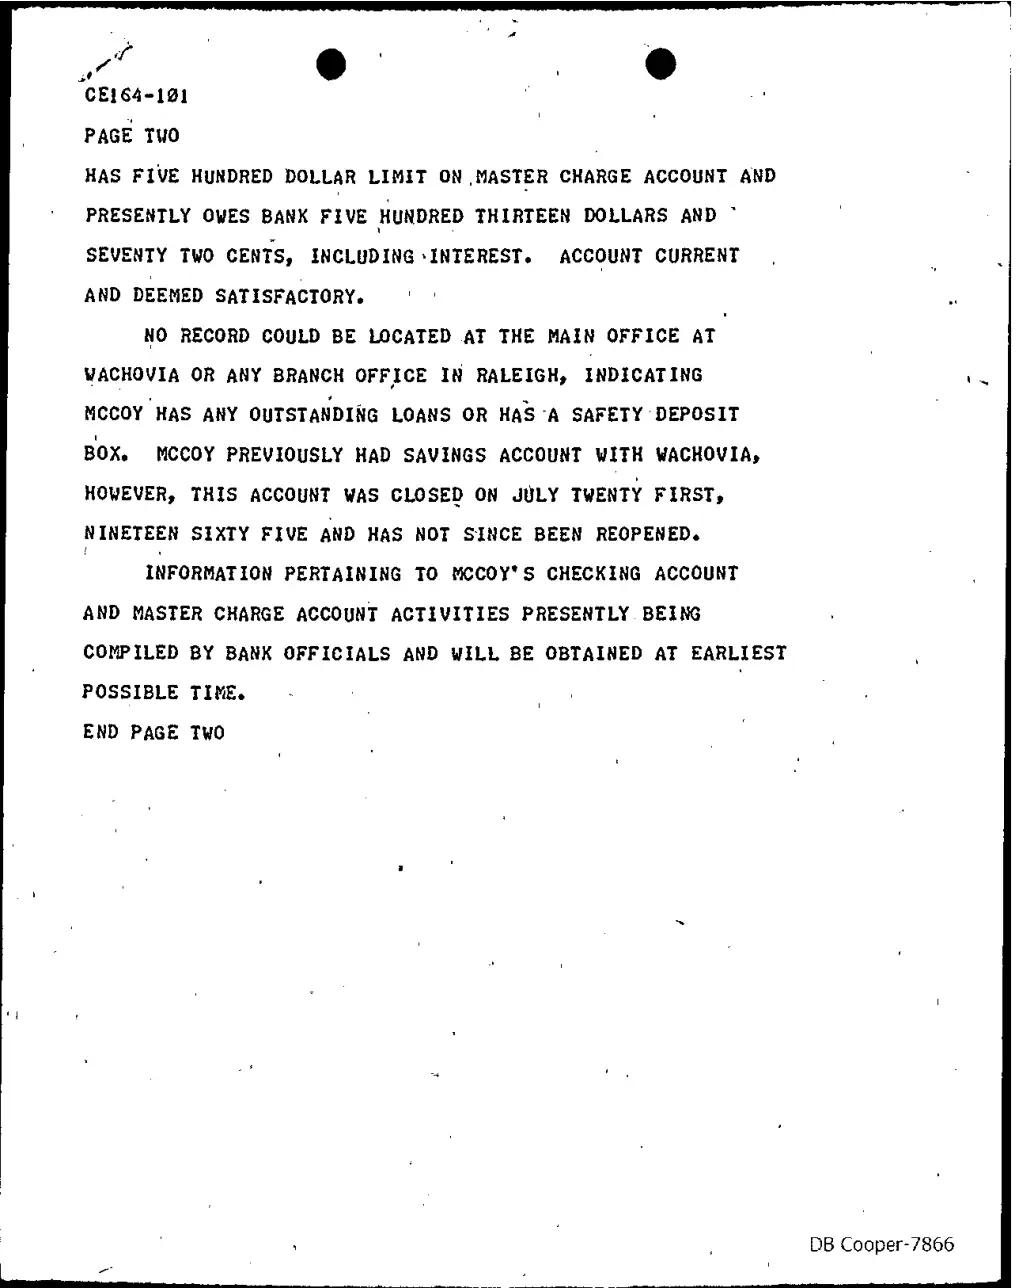 CE164-101
PAGE TWO
HAS FIVE HUNDRED DOLLAR LIMIT ON MASTER CHARGE ACCOUNT AND
PRESENTLY OWES BANK FIVE HUNDRED THIRTEEN DOLLARS AND
SEVENTY TWO CENTS, INCLUDING INTEREST. ACCOUNT CURRENT
AND DEEMED SATISFACTORY.
NO RECORD COULD BE LOCATED AT THE MAIN OFFICE AT
WACHOVIA OR ANY BRANCH OFFICE IN RALEIGH, INDICATING
MCCOY HAS ANY OUTSTANDING LOANS OR HAS A SAFETY DEPOSIT
BOX. MCCOY PREVIOUSLY HAD SAVINGS ACCOUNT WITH WACHOVIA,
HOWEVER, THIS ACCOUNT WAS CLOSED ON JULY TWENTY FIRST,
NINETEEN SIXTY FIVE AND HAS NOT SINCE BEEN REOPENED.
INFORMATION PERTAINING TO MCCOY'S CHECKING ACCOUNT
AND MASTER CHARGE ACCOUNT ACTIVITIES PRESENTLY BEING
COMPILED BY BANK OFFICIALS AND WILL BE OBTAINED AT EARLIEST
POSSIBLE TIME.
END PAGE TWO
DB Cooper-7866